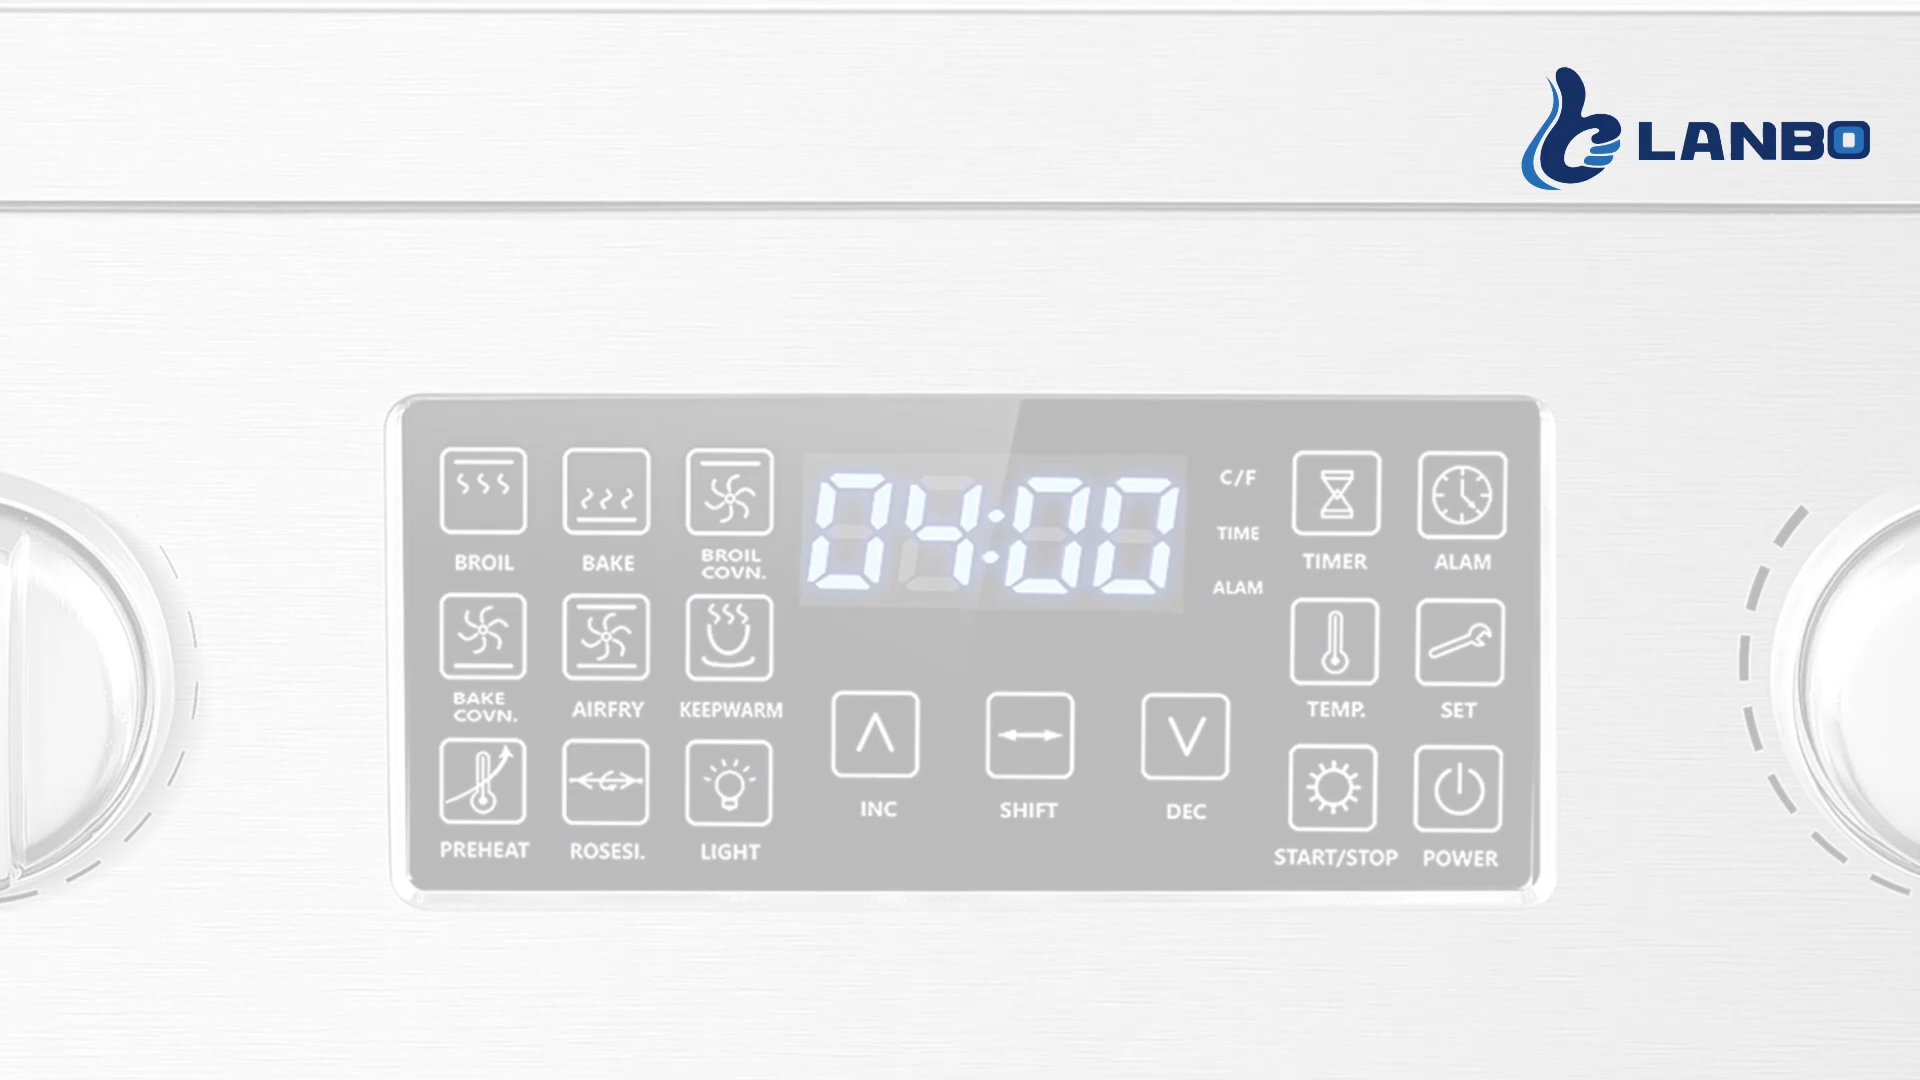 LANBO
BROIL
BAKE
BROIL
COVN.
04:00
C/F
TIME
ALAM
TIMER
ALAM
BAKE
COVN.
AIRFRY
KEEPWARM
TEMP.
SET
INC
SHIFT
DEC
PREHEAT
ROSESI.
LIGHT
START/STOP
POWER